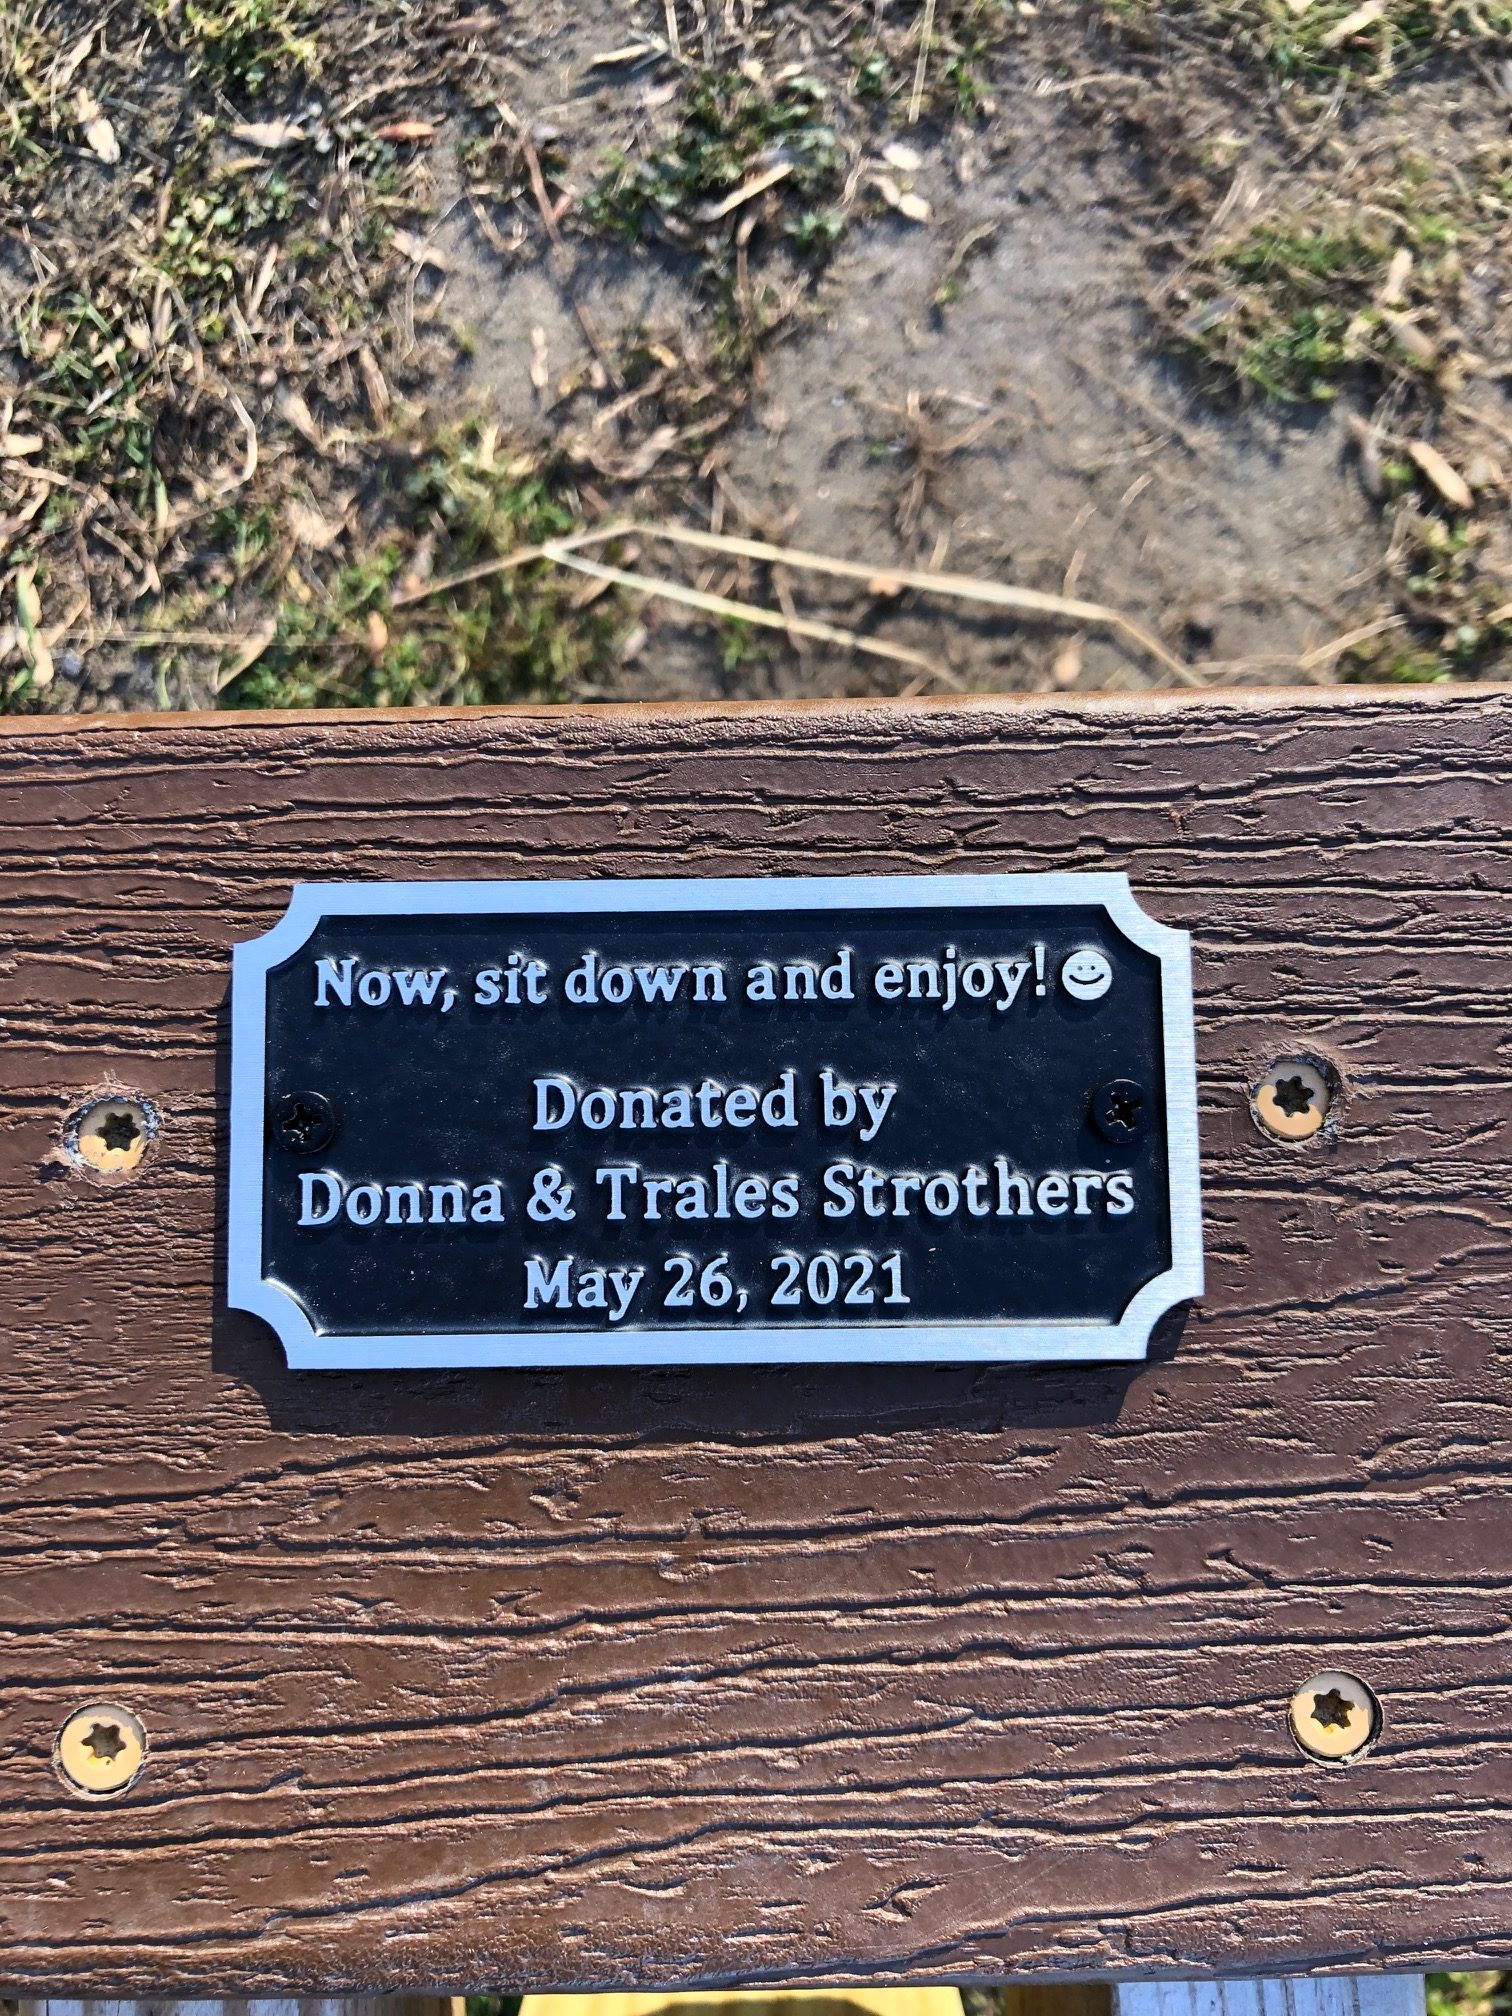 Now, sit down and enjoy! 😊
Donated by
Donna & Trales Strothers
May 26, 2021